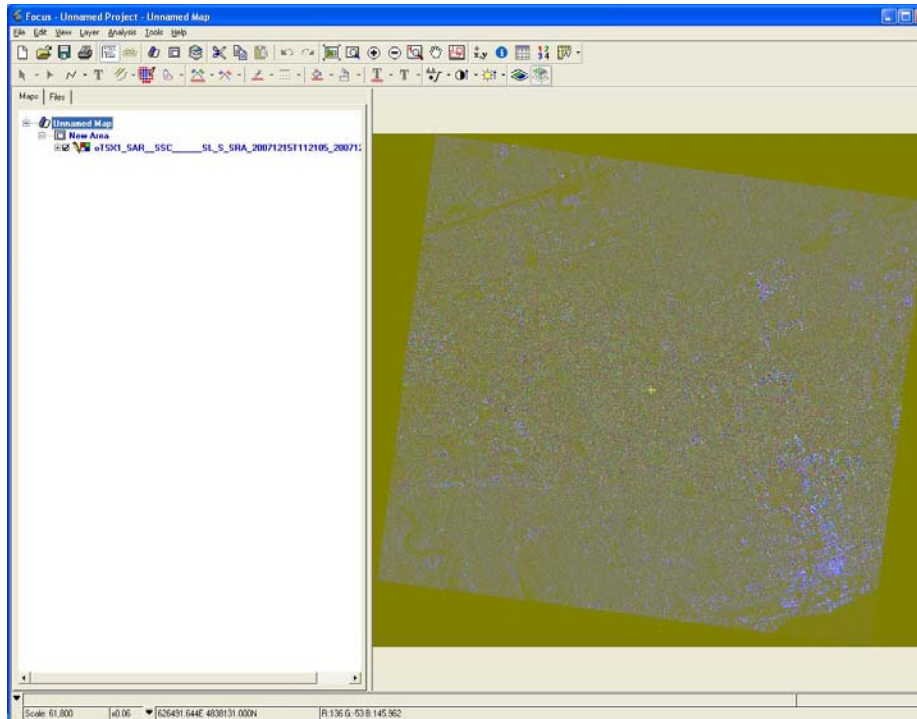 Focus - Unnamed Project - Unnamed Map
File Edit View Layer Analysis Tools Help
Maps Files
Unnamed Map
New Area
oTSX1_SAR__SSC______SL_S_SRA_20071215T112105_200712
Scale: 61,800 x0.06 626491.644E 4838131.000N R:136 G:-53 B:145.962